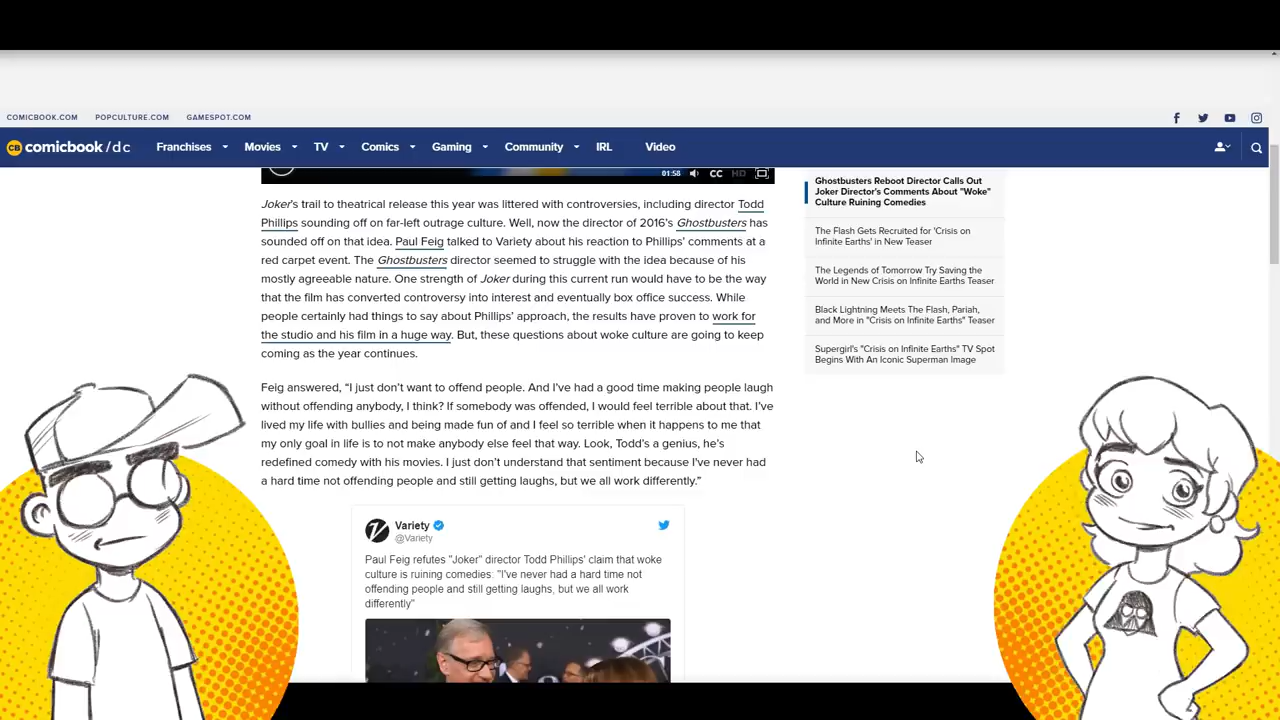 COMICBOOK.COM POPCULTURE.COM GAMESPOT.COM
CB comicbook/dc Franchises Movies TV Comics Gaming Community IRL Video
01:58 CC HD
Joker's trail to theatrical release this year was littered with controversies, including director Todd
Phillips sounding off on far-left outrage culture. Well, now the director of 2016's Ghostbusters has
sounded off on that idea. Paul Feig talked to Variety about his reaction to Phillips' comments at a
red carpet event. The Ghostbusters director seemed to struggle with the idea because of his
mostly agreeable nature. One strength of Joker during this current run would have to be the way
that the film has converted controversy into interest and eventually box office success. While
people certainly had things to say about Phillips' approach, the results have proven to work for
the studio and his film in a huge way. But, these questions about woke culture are going to keep
coming as the year continues.
Feig answered, “I just don't want to offend people. And I've had a good time making people laugh
without offending anybody, I think? If somebody was offended, I would feel terrible about that. I've
lived my life with bullies and being made fun of and I feel so terrible when it happens to me that
my only goal in life is to not make anybody else feel that way. Look, Todd's a genius, he's
redefined comedy with his movies. I just don't understand that sentiment because I've never had
a hard time not offending people and still getting laughs, but we all work differently.”
Variety
@Variety
Paul Feig refutes "Joker" director Todd Phillips' claim that woke
culture is ruining comedies: "I've never had a hard time not
offending people and still getting laughs, but we all work
differently"
Ghostbusters Reboot Director Calls Out
Joker Director's Comments About "Woke"
Culture Ruining Comedies
The Flash Gets Recruited for 'Crisis on
Infinite Earths' in New Teaser
The Legends of Tomorrow Try Saving the
World in New Crisis on Infinite Earths Teaser
Black Lightning Meets The Flash, Pariah,
and More in "Crisis on Infinite Earths" Teaser
Supergirl's "Crisis on Infinite Earths" TV Spot
Begins With An Iconic Superman Image